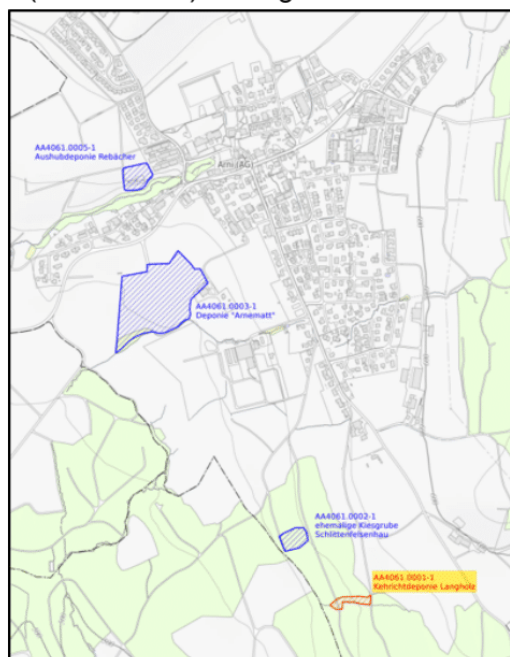 AA4061.0005-1
Aushubdeponie Rebächer
Arni (AG)
AA4061.0003-1
Deponie "Arnematt"
AA4061.0002-1
ehemalige Kiesgrube
Schlittenfelsenhau
AA4061.0001-1
Kehrichtdeponie Langholz